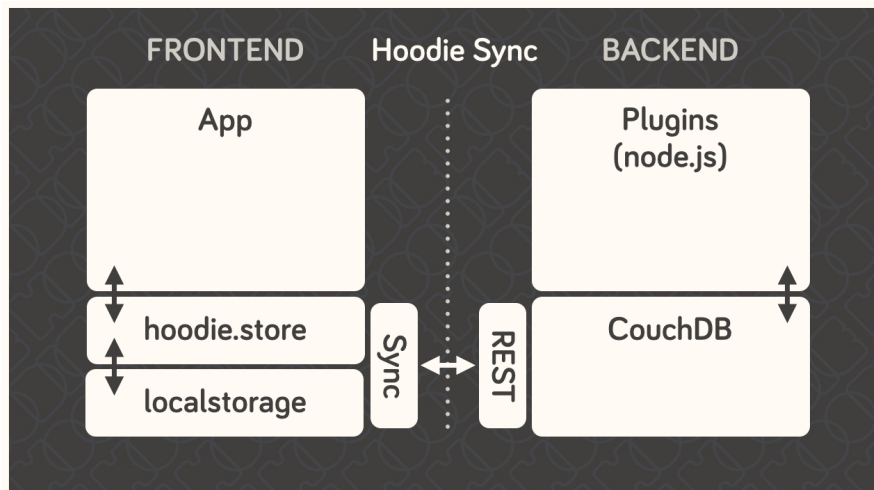 FRONTEND
Hoodie Sync
BACKEND
App
Plugins
(node.js)
hoodie.store
localstorage
Sync
REST
CouchDB